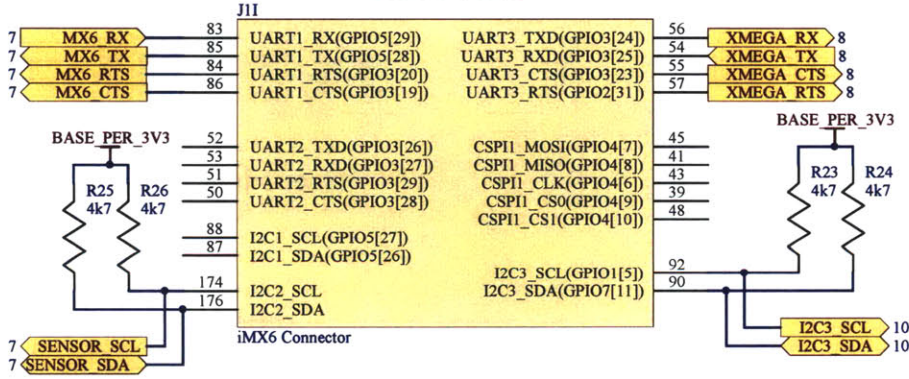 J1I
7 MX6_RX 83 UART1_RX(GPIO5[29]) UART3_TXD(GPIO3[24]) 56 XMEGA_RX 8
7 MX6_TX 85 UART1_TX(GPIO5[28]) UART3_RXD(GPIO3[25]) 54 XMEGA_TX 8
7 MX6_RTS 84 UART1_RTS(GPIO3[20]) UART3_CTS(GPIO3[23]) 55 XMEGA_CTS 8
7 MX6_CTS 86 UART1_CTS(GPIO3[19]) UART3_RTS(GPIO2[31]) 57 XMEGA_RTS 8
BASE_PER_3V3 BASE_PER_3V3
52 UART2_TXD(GPIO3[26]) CSPI1_MOSI(GPIO4[7]) 45
53 UART2_RXD(GPIO3[27]) CSPI1_MISO(GPIO4[8]) 41
R25 R26 51 UART2_RTS(GPIO3[29]) CSPI1_CLK(GPIO4[6]) 43 R23 R24
4k7 4k7 50 UART2_CTS(GPIO3[28]) CSPI1_CS0(GPIO4[9]) 39 4k7 4k7
CSPI1_CS1(GPIO4[10]) 48
88 I2C1_SCL(GPIO5[27])
87 I2C1_SDA(GPIO5[26])
I2C3_SCL(GPIO1[5]) 92
174 I2C2_SCL I2C3_SDA(GPIO7[11]) 90
176 I2C2_SDA
I2C3_SCL 10
7 SENSOR_SCL iMX6 Connector I2C3_SDA 10
7 SENSOR_SDA